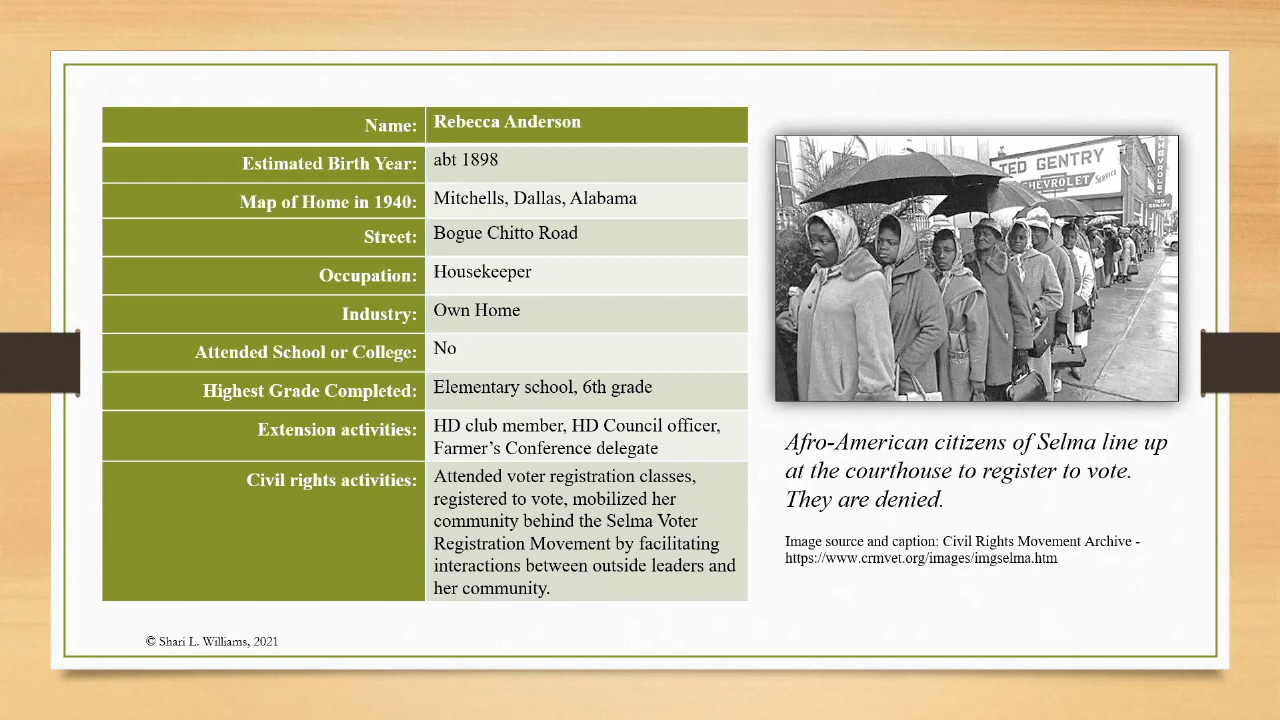 Name: Rebecca Anderson
Estimated Birth Year: abt 1898
Map of Home in 1940: Mitchells, Dallas, Alabama
Street: Bogue Chitto Road
Occupation: Housekeeper
Industry: Own Home
Attended School or College: No
Highest Grade Completed: Elementary school, 6th grade
Extension activities: HD club member, HD Council officer,
Farmer's Conference delegate
Civil rights activities: Attended voter registration classes,
registered to vote, mobilized her
community behind the Selma Voter
Registration Movement by facilitating
interactions between outside leaders and
her community.
TED GENTRY
CHEVROLET SERVICE
CHEVROLET
TED
GENTRY
Afro-American citizens of Selma line up
at the courthouse to register to vote.
They are denied.
Image source and caption: Civil Rights Movement Archive -
https://www.crmvet.org/images/imgselma.htm
© Shari L. Williams, 2021